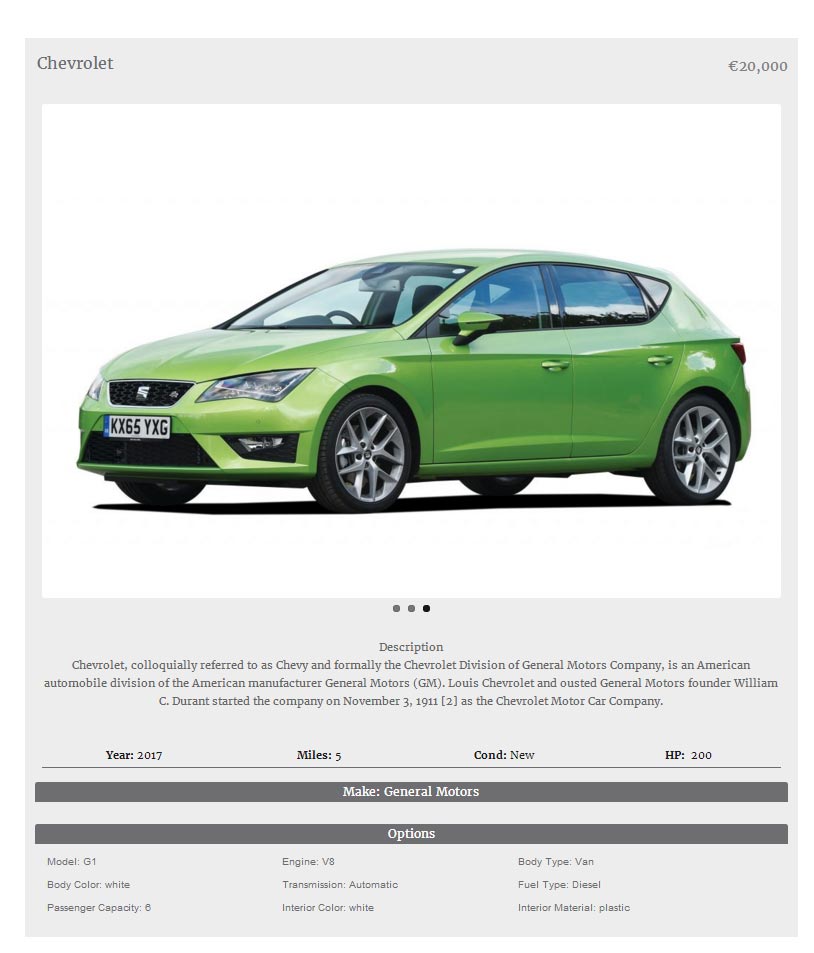 Chevrolet
€20,000
KX65 YXG
Description
Chevrolet, colloquially referred to as Chevy and formally the Chevrolet Division of General Motors Company, is an American
automobile division of the American manufacturer General Motors (GM). Louis Chevrolet and ousted General Motors founder William
C. Durant started the company on November 3, 1911 [2] as the Chevrolet Motor Car Company.
Year: 2017 Miles: 5 Cond: New HP: 200
Make: General Motors
Options
Model: G1 Engine: V8 Body Type: Van
Body Color: white Transmission: Automatic Fuel Type: Diesel
Passenger Capacity: 6 Interior Color: white Interior Material: plastic